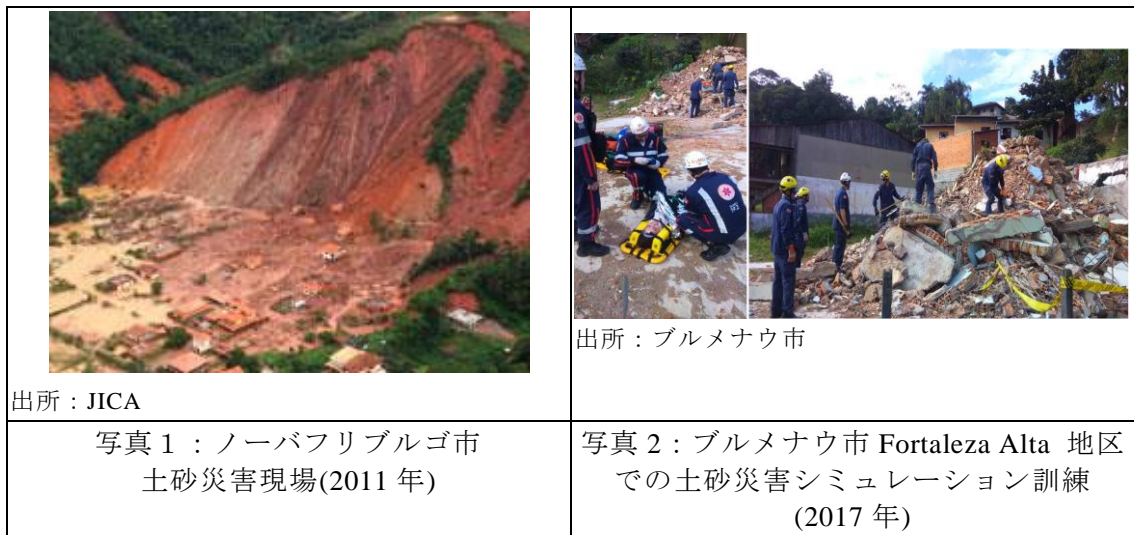 出所：JICA
出所：ブルメナウ市
写真 1：ノーバフリブルゴ市
土砂災害現場(2011 年)
写真 2：ブルメナウ市 Fortaleza Alta 地区
での土砂災害シミュレーション訓練
(2017 年)